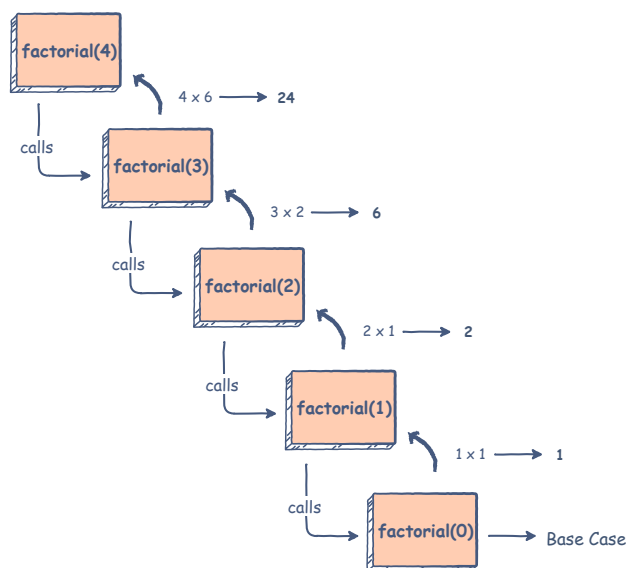 factorial(4)
4 x 6 24
calls
factorial(3)
3 x 2 6
calls
factorial(2)
2 x 1 2
calls
factorial(1)
1 x 1 1
calls
factorial(0)
Base Case